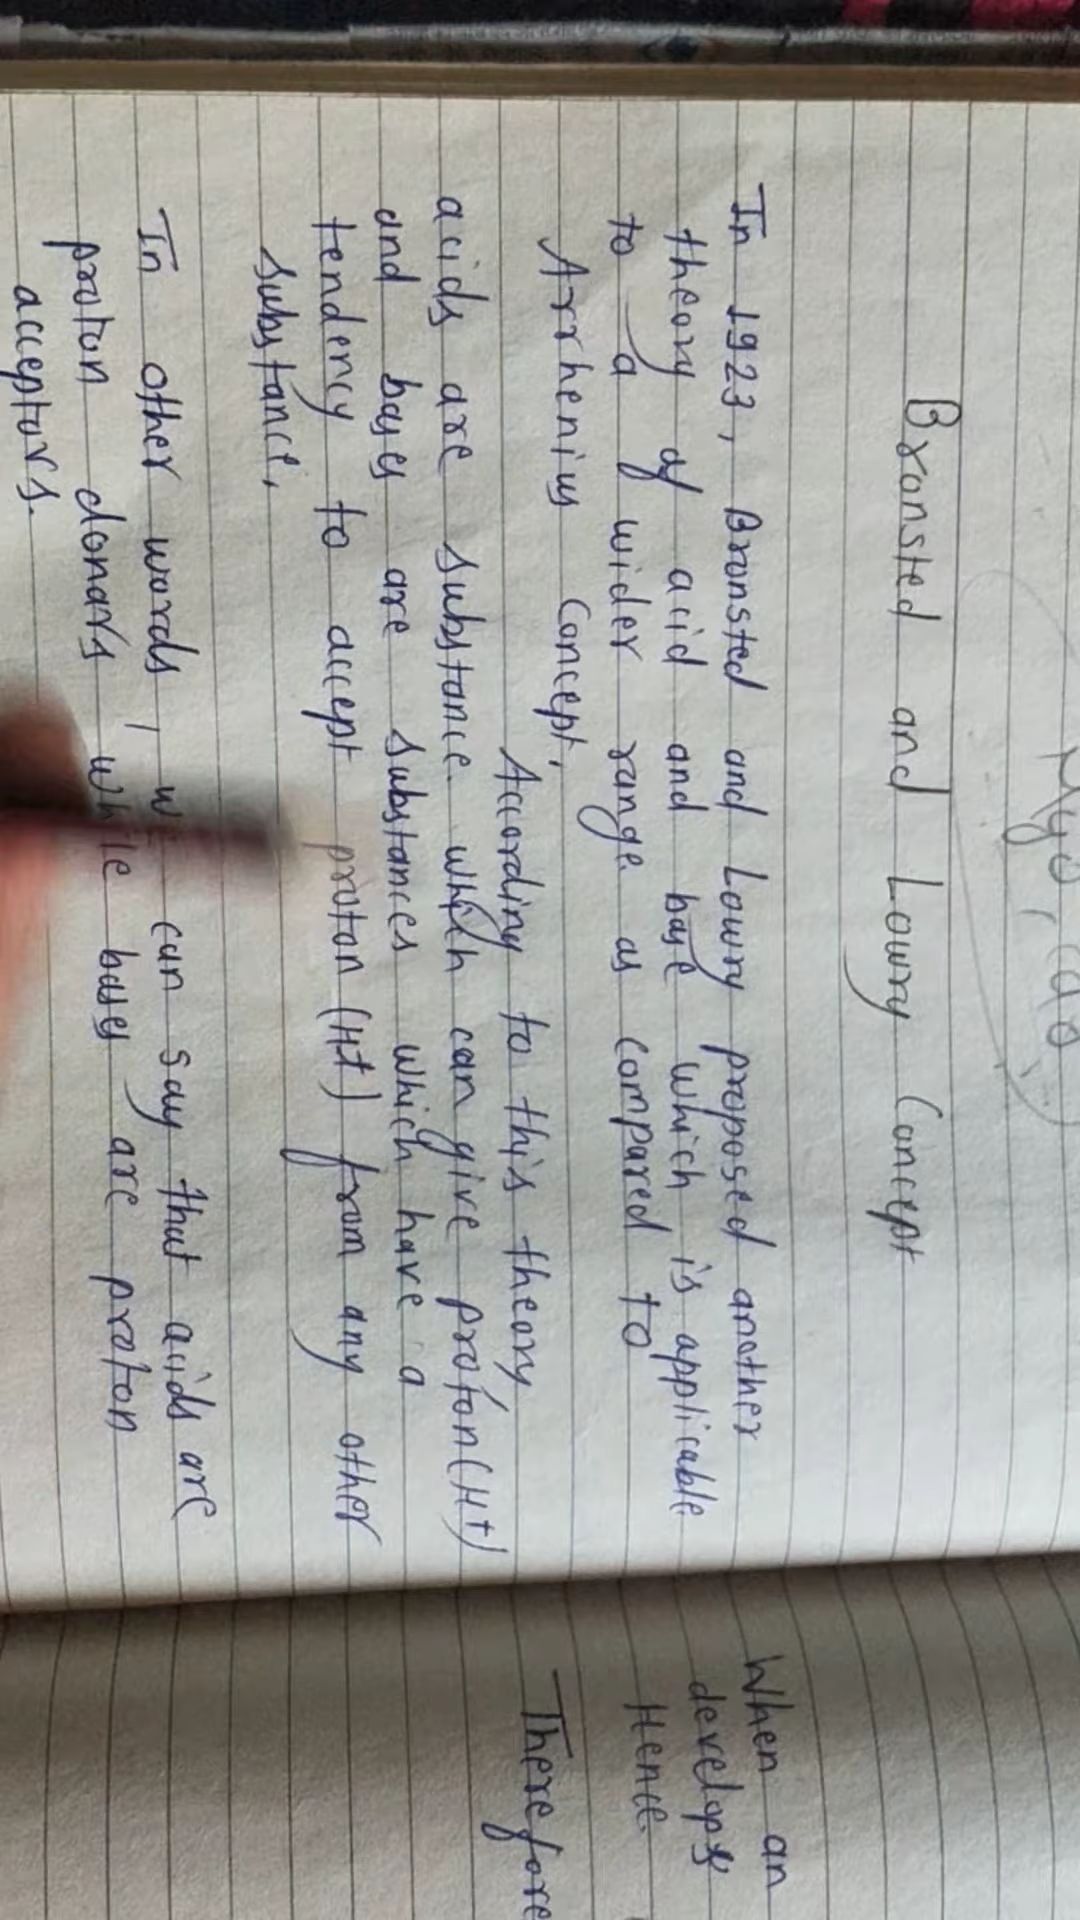 Bronsted and Lowry Concept
In 1923, Bronsted and Lowry proposed another
theory of acid and base which is applicable
to a wider range as compared to
Arrhenius Concept,
According to this theory
acids are substance which can give proton (H+)
and bases are substances which have a
tendency to accept proton (H+) from any other
substance,
In other words, can say that acids are
proton donars, while bases are proton
acceptors.
When an
develops
Hence
Therefore